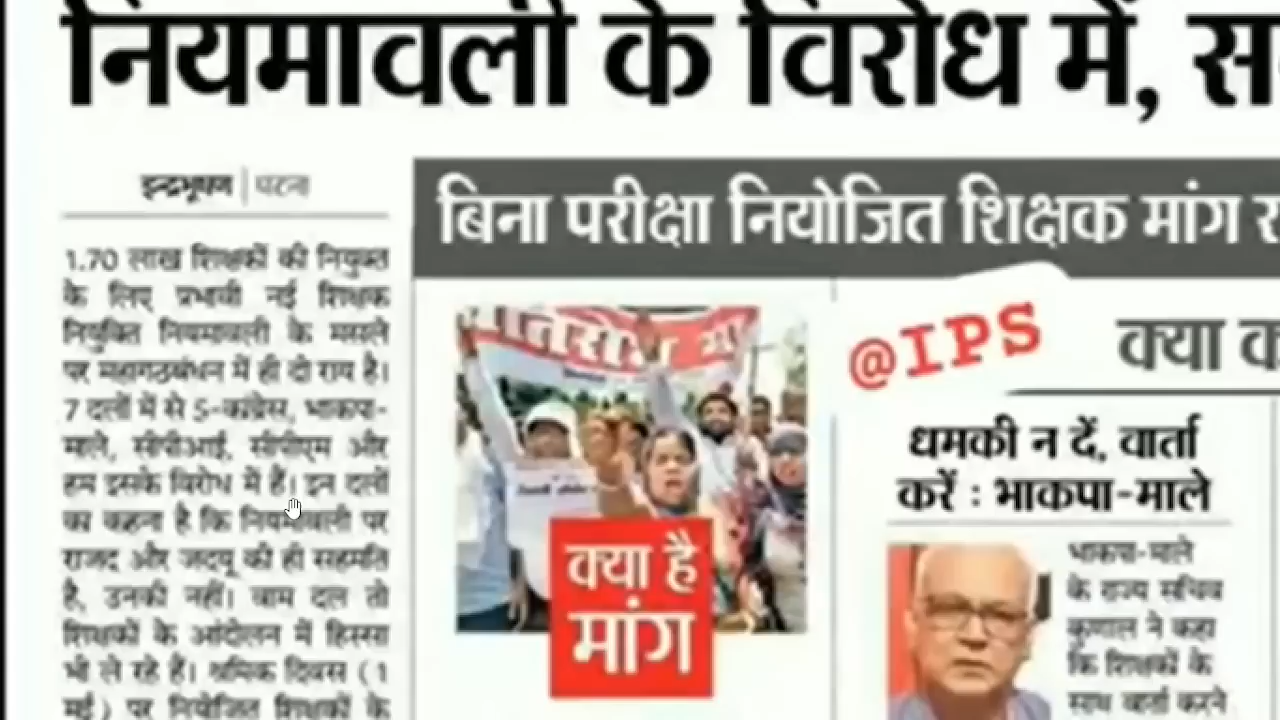 नियमावली के विरोध में,
इन्द्रभूषण | पटना
1.70 लाख शिक्षकों की नियुक्त
के लिए प्रभावी नई शिक्षक
नियुक्ति नियमावली के मसले
पर महागठबंधन में ही दो राय है।
7 दलों में से 5-कांग्रेस, भाकपा-
माले, सीपीआई, सीपीएम और
हम इसके विरोध में हैं। इन दलों
का कहना है कि नियमावली पर
राजद और जदयू की ही सहमति
है, उनकी नहीं। वाम दल तो
शिक्षकों के आंदोलन में हिस्सा
भी ले रहे हैं। श्रमिक दिवस (1
मई) पर नियोजित शिक्षकों के
बिना परीक्षा नियोजित शिक्षक मांग
क्या है
मांग
@IPS
क्या
धमकी न दें, वार्ता
करें : भाकपा-माले
भाकपा-माले
के राज्य सचिव
कुणाल ने कहा
कि शिक्षकों के
साथ वार्ता करने